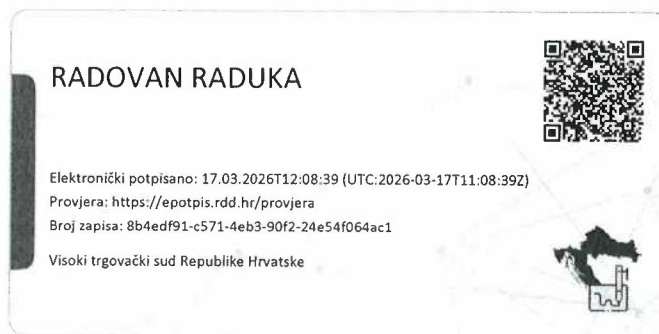 RADOVAN RADUKA
Elektronički potpisano: 17.03.2026T12:08:39 (UTC:2026-03-17T11:08:39Z)
Provjera: https://epotpis.rdd.hr/provjera
Broj zapisa: 8b4edf91-c571-4eb3-90f2-24e54f064ac1
Visoki trgovački sud Republike Hrvatske